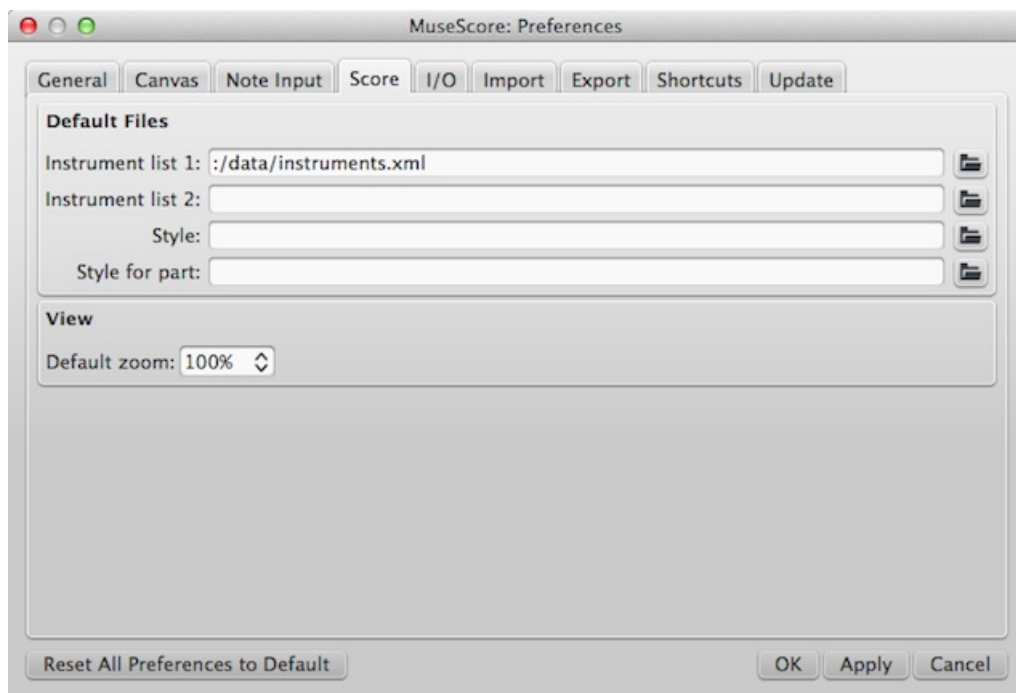 MuseScore: Preferences
General Canvas Note Input Score I/O Import Export Shortcuts Update
Default Files
Instrument list 1: :/data/instruments.xml
Instrument list 2:
Style:
Style for part:
View
Default zoom: 100%
Reset All Preferences to Default OK Apply Cancel